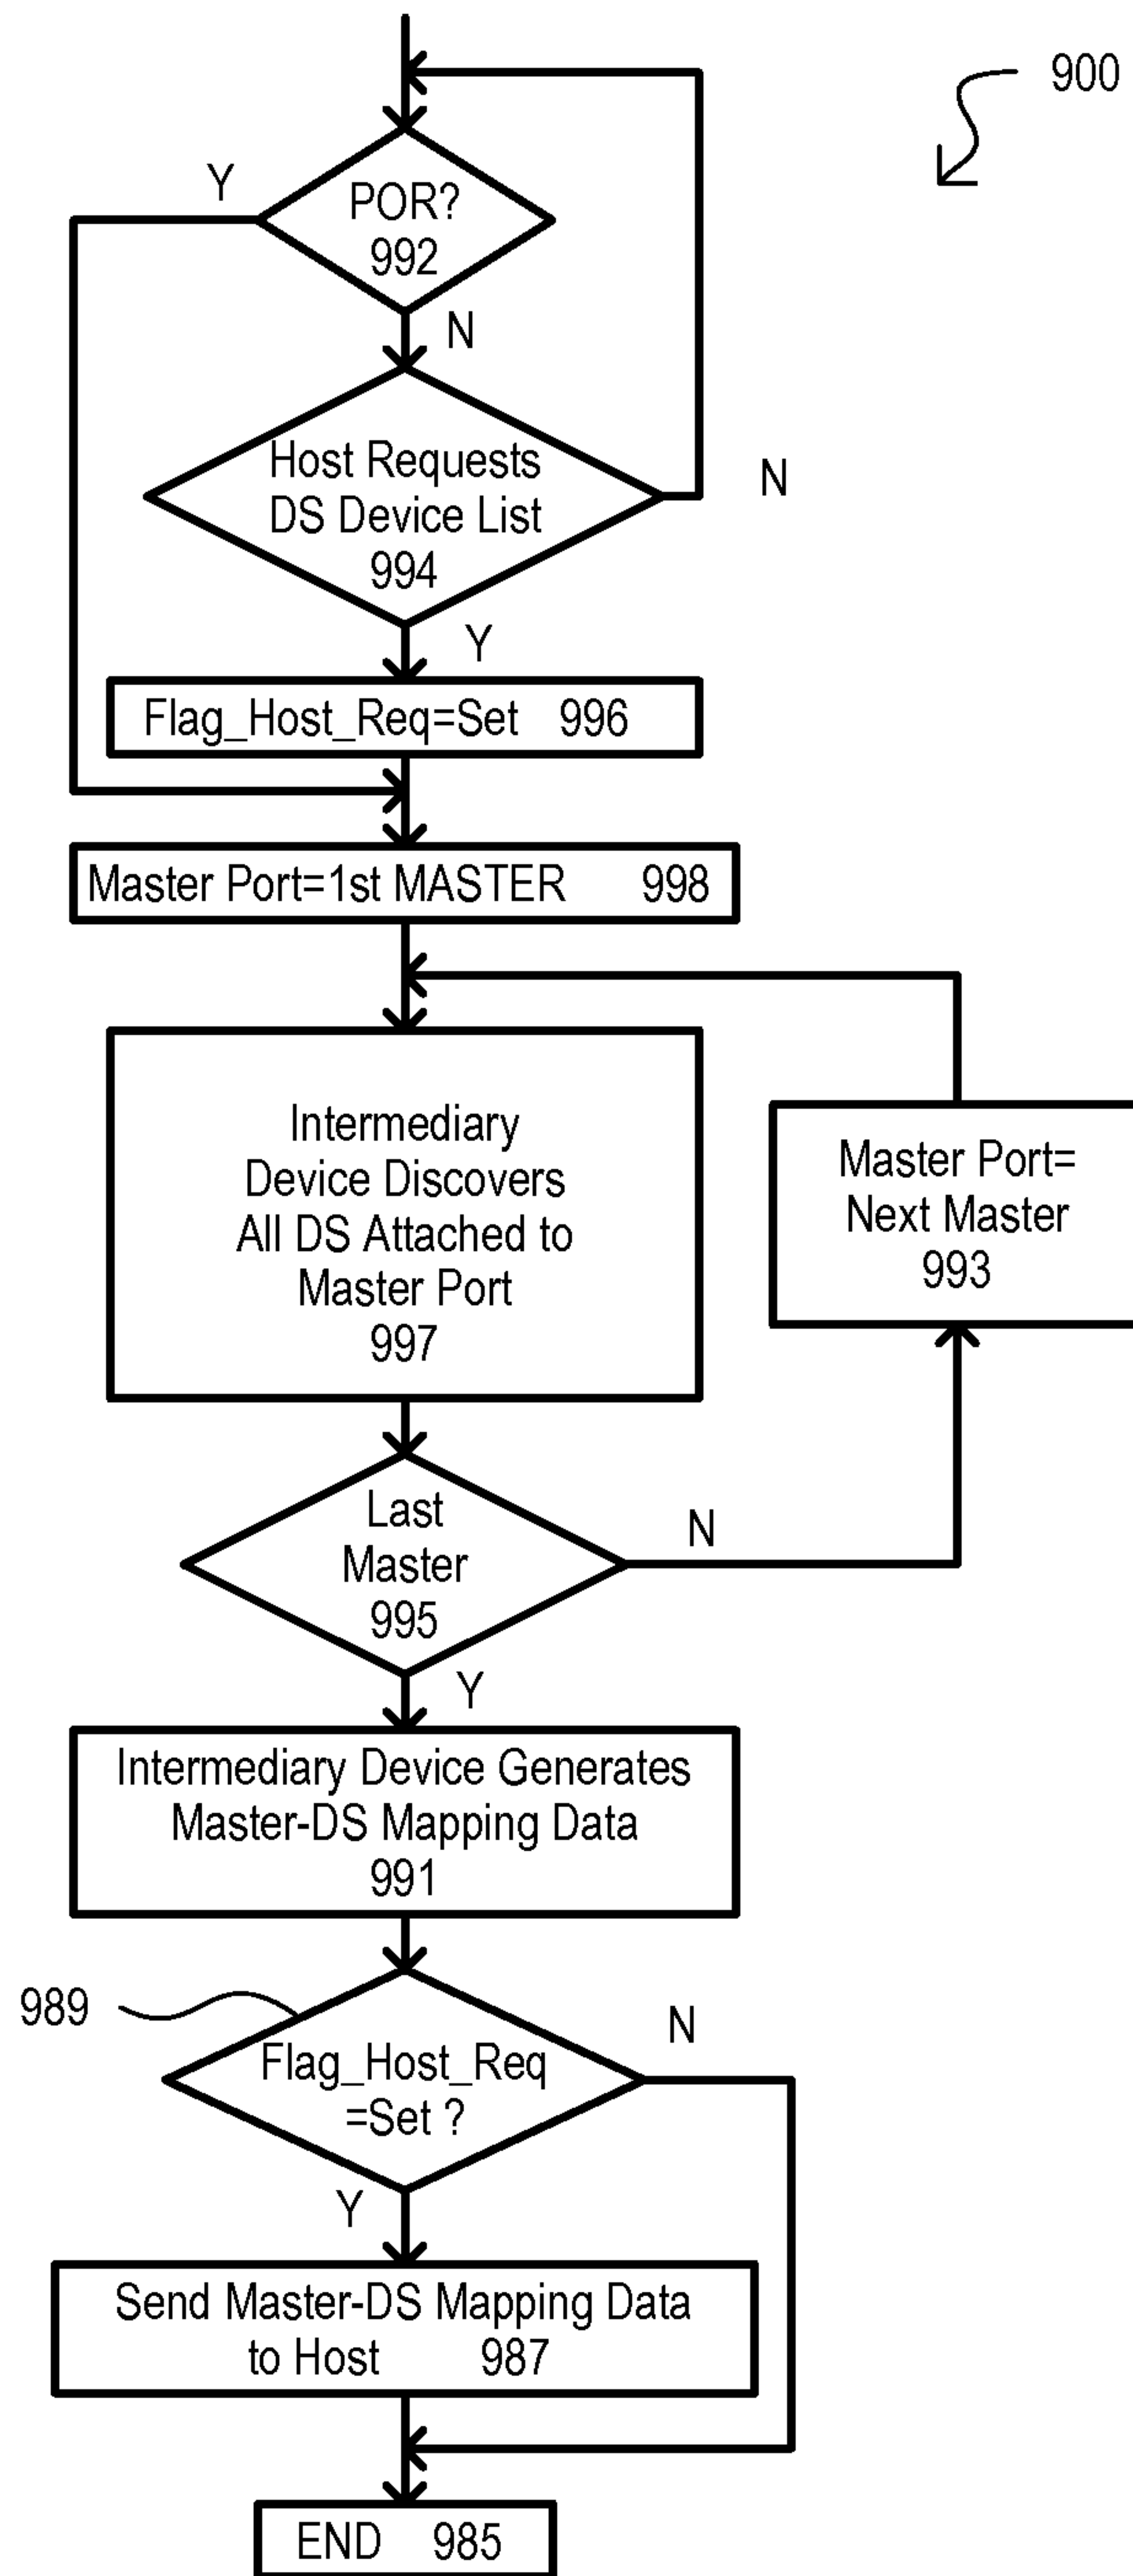 900
Y
POR?
992
N
Host Requests
DS Device List
994
N
Y
Flag_Host_Req=Set 996
Master Port=1st MASTER 998
Intermediary
Device Discovers
All DS Attached to
Master Port
997
Master Port=
Next Master
993
Last
Master
995
N
Y
Intermediary Device Generates
Master-DS Mapping Data
991
989
Flag_Host_Req
=Set ?
N
Y
Send Master-DS Mapping Data
to Host 987
END 985